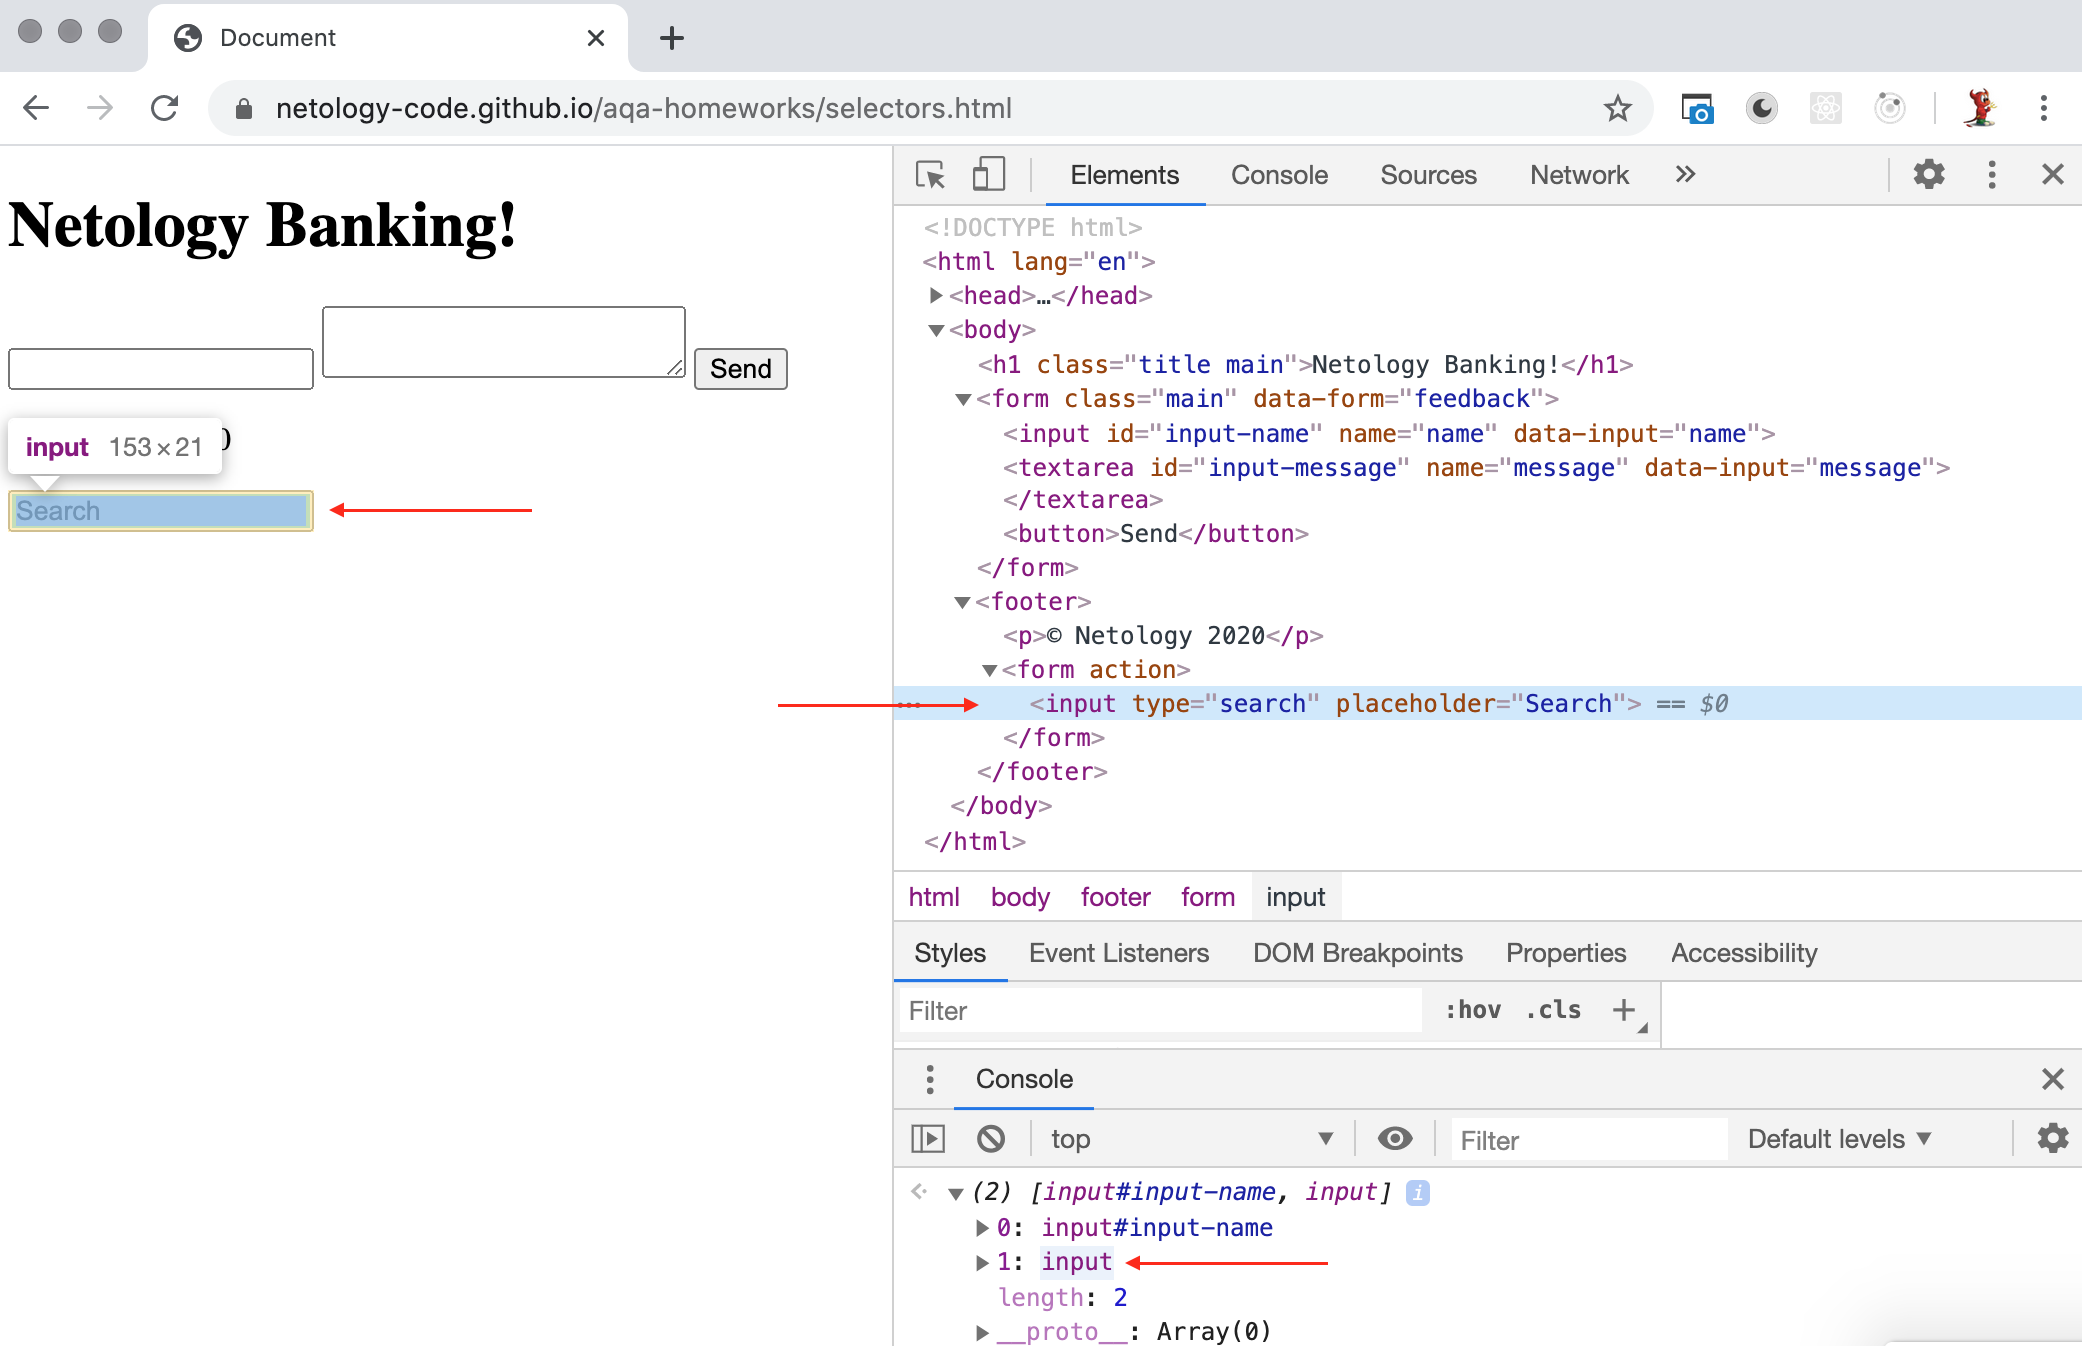 Document
netology-code.github.io/aqa-homeworks/selectors.html
Netology Banking!
Send
input 153 × 21
Search
Elements Console Sources Network
<!DOCTYPE html>
<html lang="en">
<head>…</head>
<body>
<h1 class="title main">Netology Banking!</h1>
<form class="main" data-form="feedback">
<input id="input-name" name="name" data-input="name">
<textarea id="input-message" name="message" data-input="message">
</textarea>
<button>Send</button>
</form>
<footer>
<p>© Netology 2020</p>
<form action>
<input type="search" placeholder="Search"> == $0
</form>
</footer>
</body>
</html>
html body footer form input
Styles Event Listeners DOM Breakpoints Properties Accessibility
Filter :hov .cls +
Console
top Filter Default levels
(2) [input#input-name, input] i
0: input#input-name
1: input
length: 2
__proto__: Array(0)